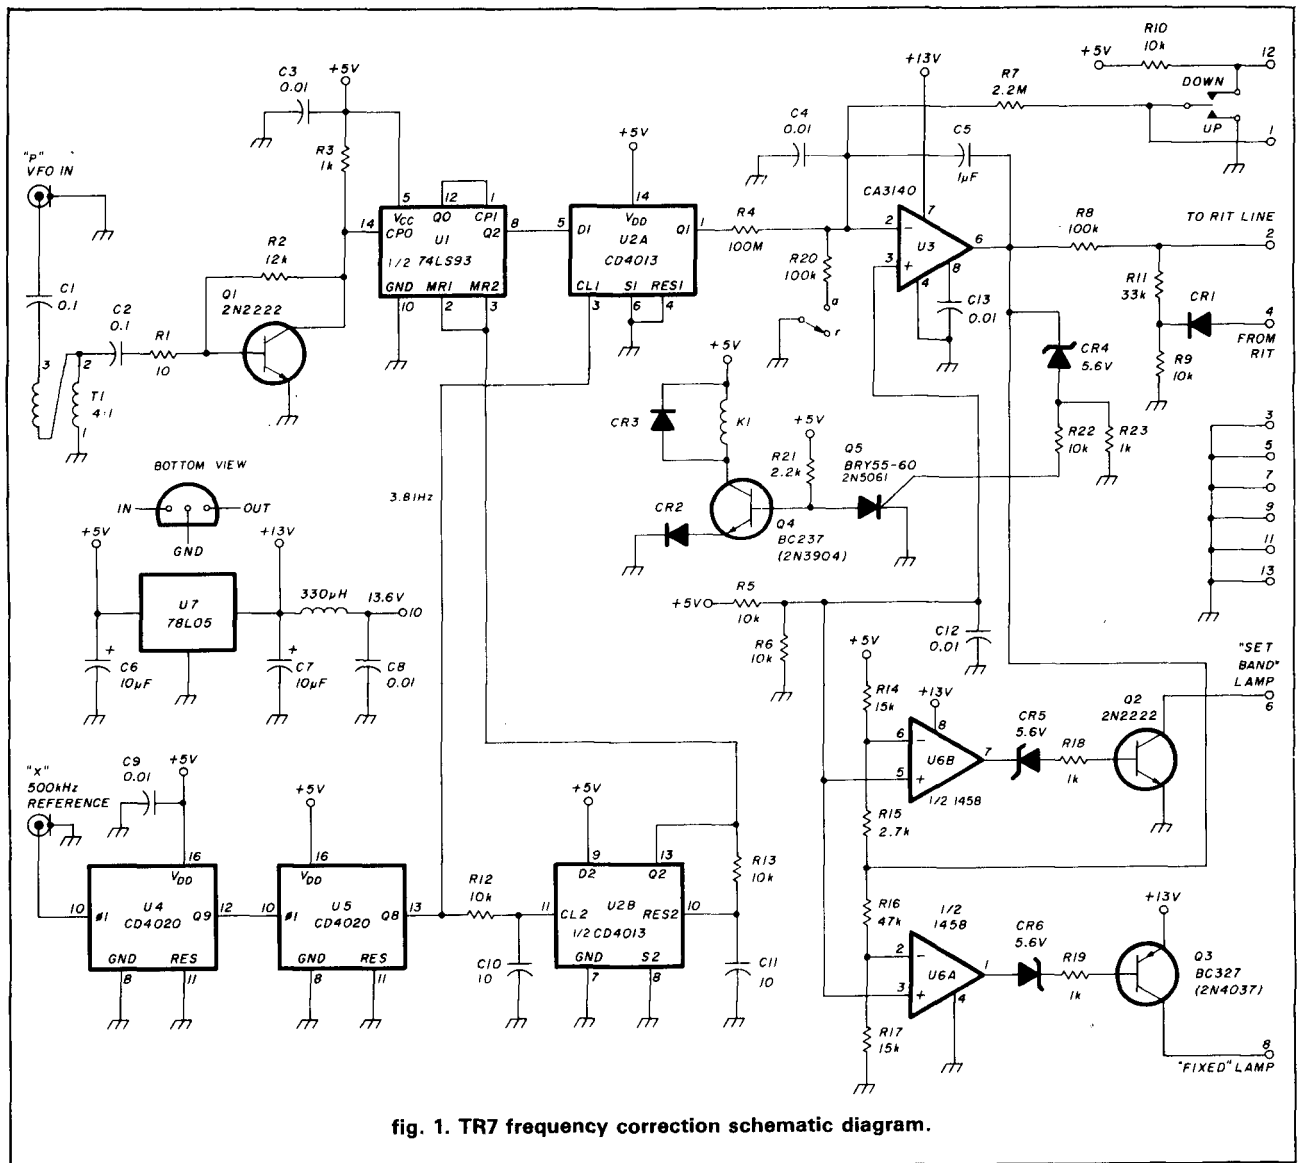 R10
10k
+5V
12
DOWN
UP
1
+13V
R7
2.2M
C3
0.01
+5V
R3
1k
C4
0.01
C5
1µF
"P"
VFO IN
+5V
CA3140
5
12
1
14
VCC
Q0
CP1
CP0
Q2
8
U1
1/2 74LS93
GND
MR1
MR2
10
2
3
14
VDD
5
D1
Q1
1
U2A
CD4013
CL1
S1
RES1
3
6
4
R4
100M
2
-
7
U3
6
3
+
8
4
R8
100k
TO RIT LINE
2
R2
12k
Q1
2N2222
C1
0.1
C2
0.1
R1
10
3
2
T1
4:1
1
R20
100k
a
r
C13
0.01
R11
33k
CR1
4
FROM
RIT
R9
10k
CR4
5.6V
R22
10k
R23
1k
+5V
CR3
K1
+5V
R21
2.2k
Q5
BRY55-60
2N5061
CR2
Q4
BC237
(2N3904)
3
5
7
9
11
13
BOTTOM VIEW
IN
OUT
GND
3.81Hz
+5V
+13V
330µH
13.6V
10
U7
78L05
+
C6
10µF
+
C7
10µF
C8
0.01
+5V
R5
10k
R6
10k
C12
0.01
+5V
R14
15k
+13V
8
6
-
7
U6B
5
+
1/2 1458
CR5
5.6V
R18
1k
Q2
2N2222
"SET
BAND"
LAMP
6
R15
2.7k
"X"
500kHz
REFERENCE
C9
0.01
+5V
16
VDD
10
ø1
U4
CD4020
Q9
12
GND
RES
8
11
+5V
16
VDD
10
ø1
U5
CD4020
Q8
13
GND
RES
8
11
R12
10k
C10
10
+5V
9
13
D2
Q2
11
CL2
U2B
RES2
10
1/2 CD4013
GND
S2
7
8
R13
10k
C11
10
R16
47k
1/2
1458
2
-
U6A
1
3
+
4
CR6
5.6V
R19
1k
+13V
Q3
BC327
(2N4037)
R17
15k
8
"FIXED" LAMP
fig. 1. TR7 frequency correction schematic diagram.